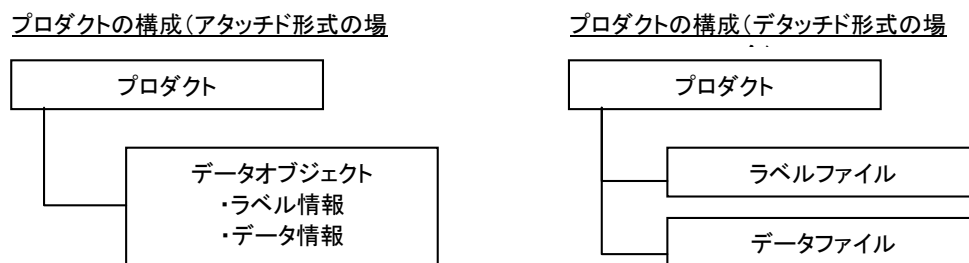 プロダクトの構成(アタッチド形式の場
プロダクト
データオブジェクト
・ラベル情報
・データ情報
プロダクトの構成(デタッチド形式の場
プロダクト
ラベルファイル
データファイル